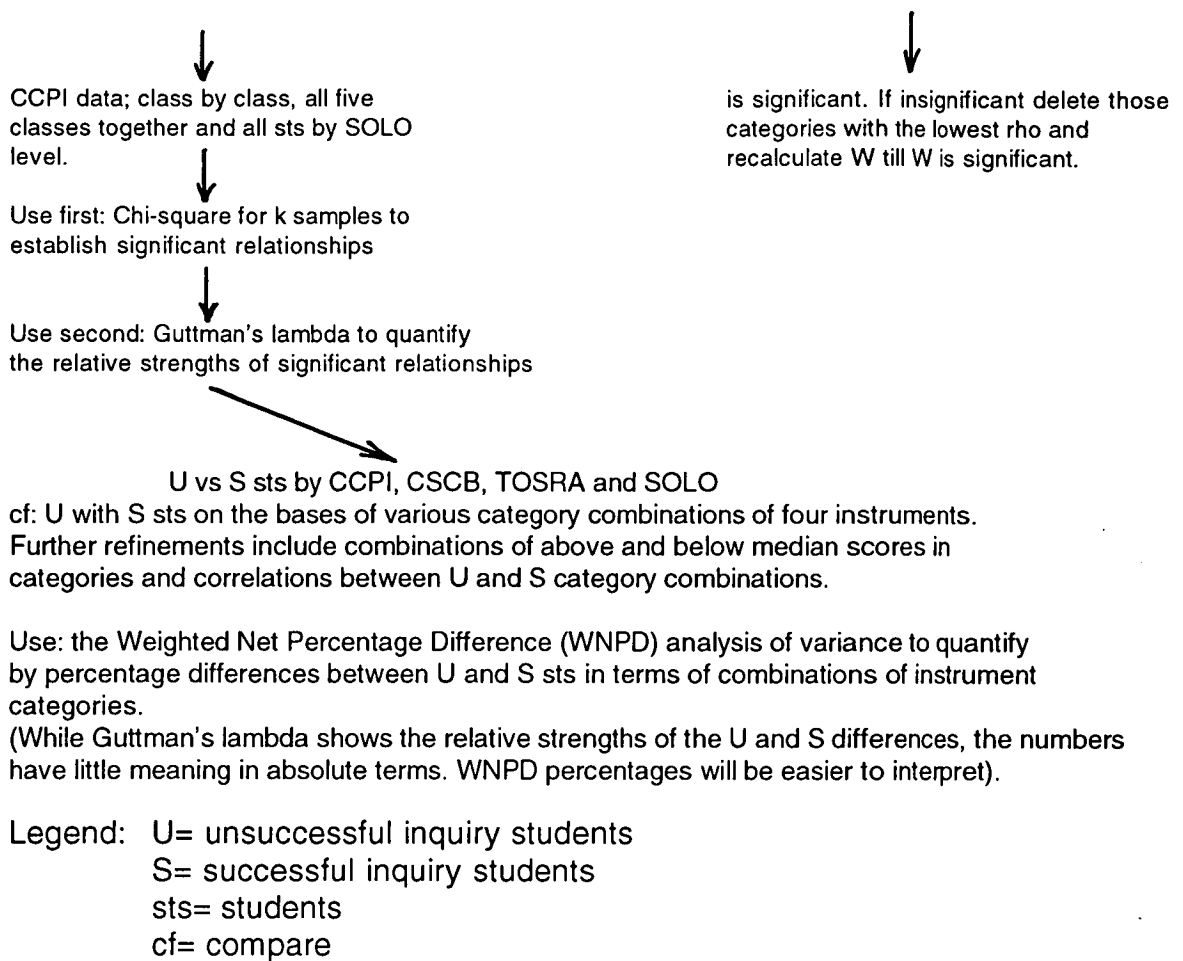 CCPI data; class by class, all five
classes together and all sts by SOLO
level.
Use first: Chi-square for k samples to
establish significant relationships
Use second: Guttman's lambda to quantify
the relative strengths of significant relationships
is significant. If insignificant delete those
categories with the lowest rho and
recalculate W till W is significant.
U vs S sts by CCPI, CSCB, TOSRA and SOLO
cf: U with S sts on the bases of various category combinations of four instruments.
Further refinements include combinations of above and below median scores in
categories and correlations between U and S category combinations.
Use: the Weighted Net Percentage Difference (WNPD) analysis of variance to quantify
by percentage differences between U and S sts in terms of combinations of instrument
categories.
(While Guttman's lambda shows the relative strengths of the U and S differences, the numbers
have little meaning in absolute terms. WNPD percentages will be easier to interpret).
Legend: U= unsuccessful inquiry students
S= successful inquiry students
sts= students
cf= compare